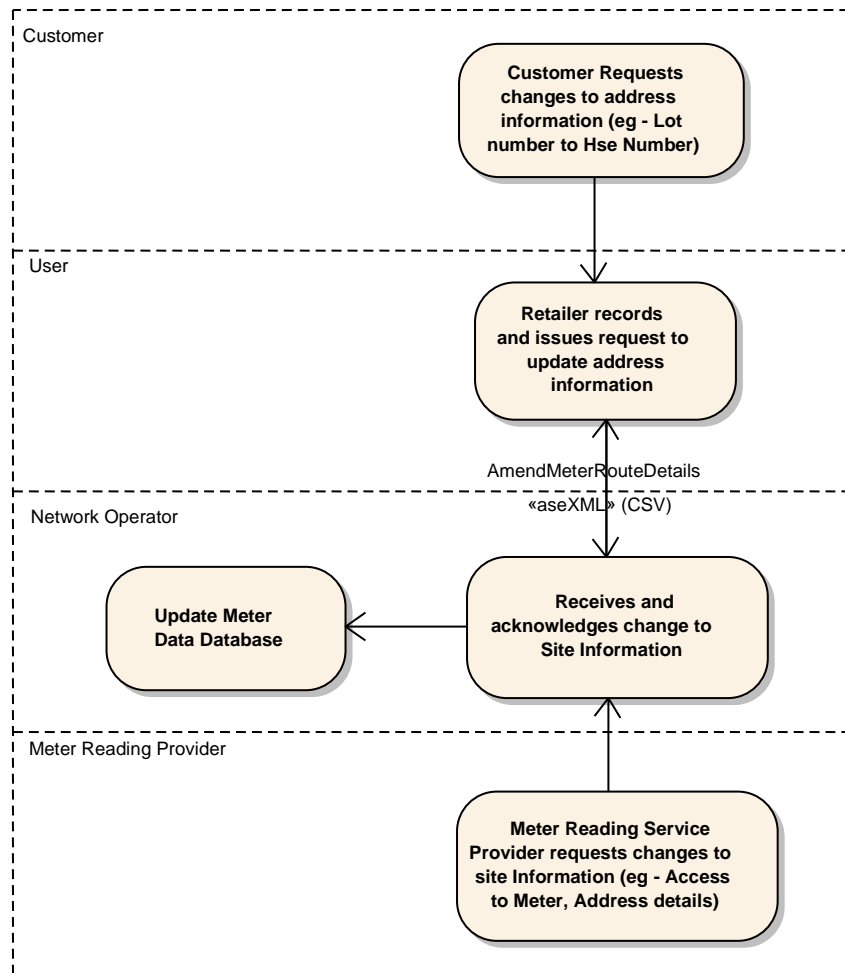 Customer
Customer Requests
changes to address
information (eg - Lot
number to Hse Number)
User
Retailer records
and issues request to
update address
information
AmendMeterRouteDetails
«aseXML» (CSV)
Network Operator
Update Meter
Data Database
Receives and
acknowledges change to
Site Information
Meter Reading Provider
Meter Reading Service
Provider requests changes to
site Information (eg - Access
to Meter, Address details)